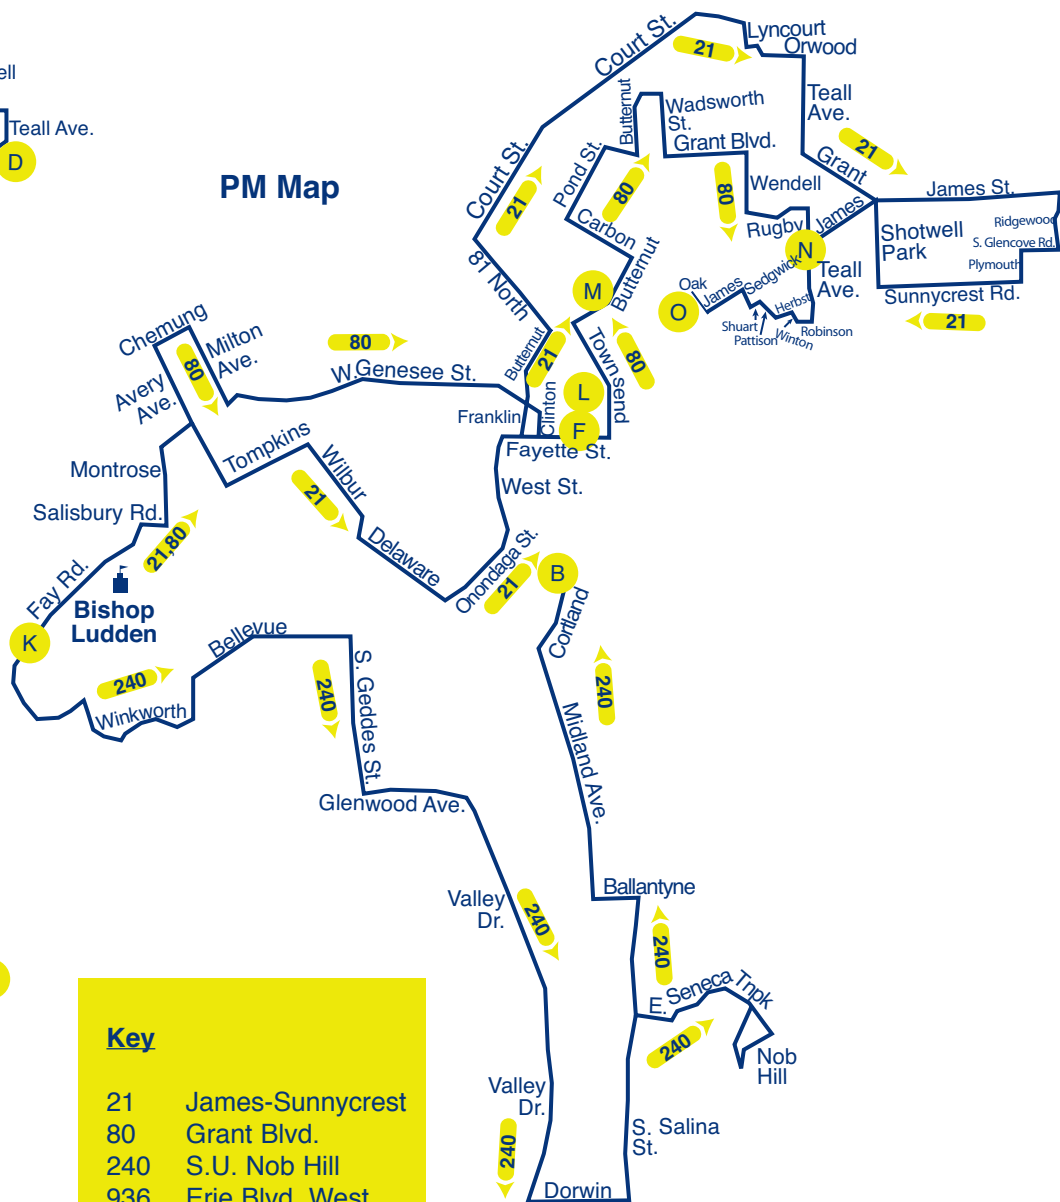 ell
Teall Ave.
D
PM Map
Court St.
21
Lyncourt
Orwood
Teall
Ave.
Butternut
Wadsworth
St.
Grant Blvd.
21
Grant
Court St.
21
Pond St.
80
80
Wendell
James St.
Ridgewood
S. Glencove Rd.
Plymouth
Shotwell
Park
Sunnycrest Rd.
21
Carbon
Rugby
James
N
Teall
Ave.
81 North
Butternut
M
Oak
O
James
Sedgwick
Herbst
Shuart
Pattison
Winton
Robinson
Chemung
Milton
Ave.
80
80
Avery
Ave.
W.Genesee St.
Butternut
21
Townsend
80
L
Franklin
Clinton
F
Fayette St.
Montrose
Tompkins
Wilbur
21
West St.
Salisbury Rd.
21,80
Delaware
Onondaga St.
21
B
Fay Rd.
Bishop
Ludden
Cortland
K
Bellevue
240
Winkworth
S. Geddes St.
240
240
Midland Ave.
Glenwood Ave.
Ballantyne
Valley
Dr.
240
240
E. Seneca Tnpk
240
Nob
Hill
Valley
Dr.
240
S. Salina
St.
Dorwin
Key
21 James-Sunnycrest
80 Grant Blvd.
240 S.U. Nob Hill
936 Erie Blvd. West